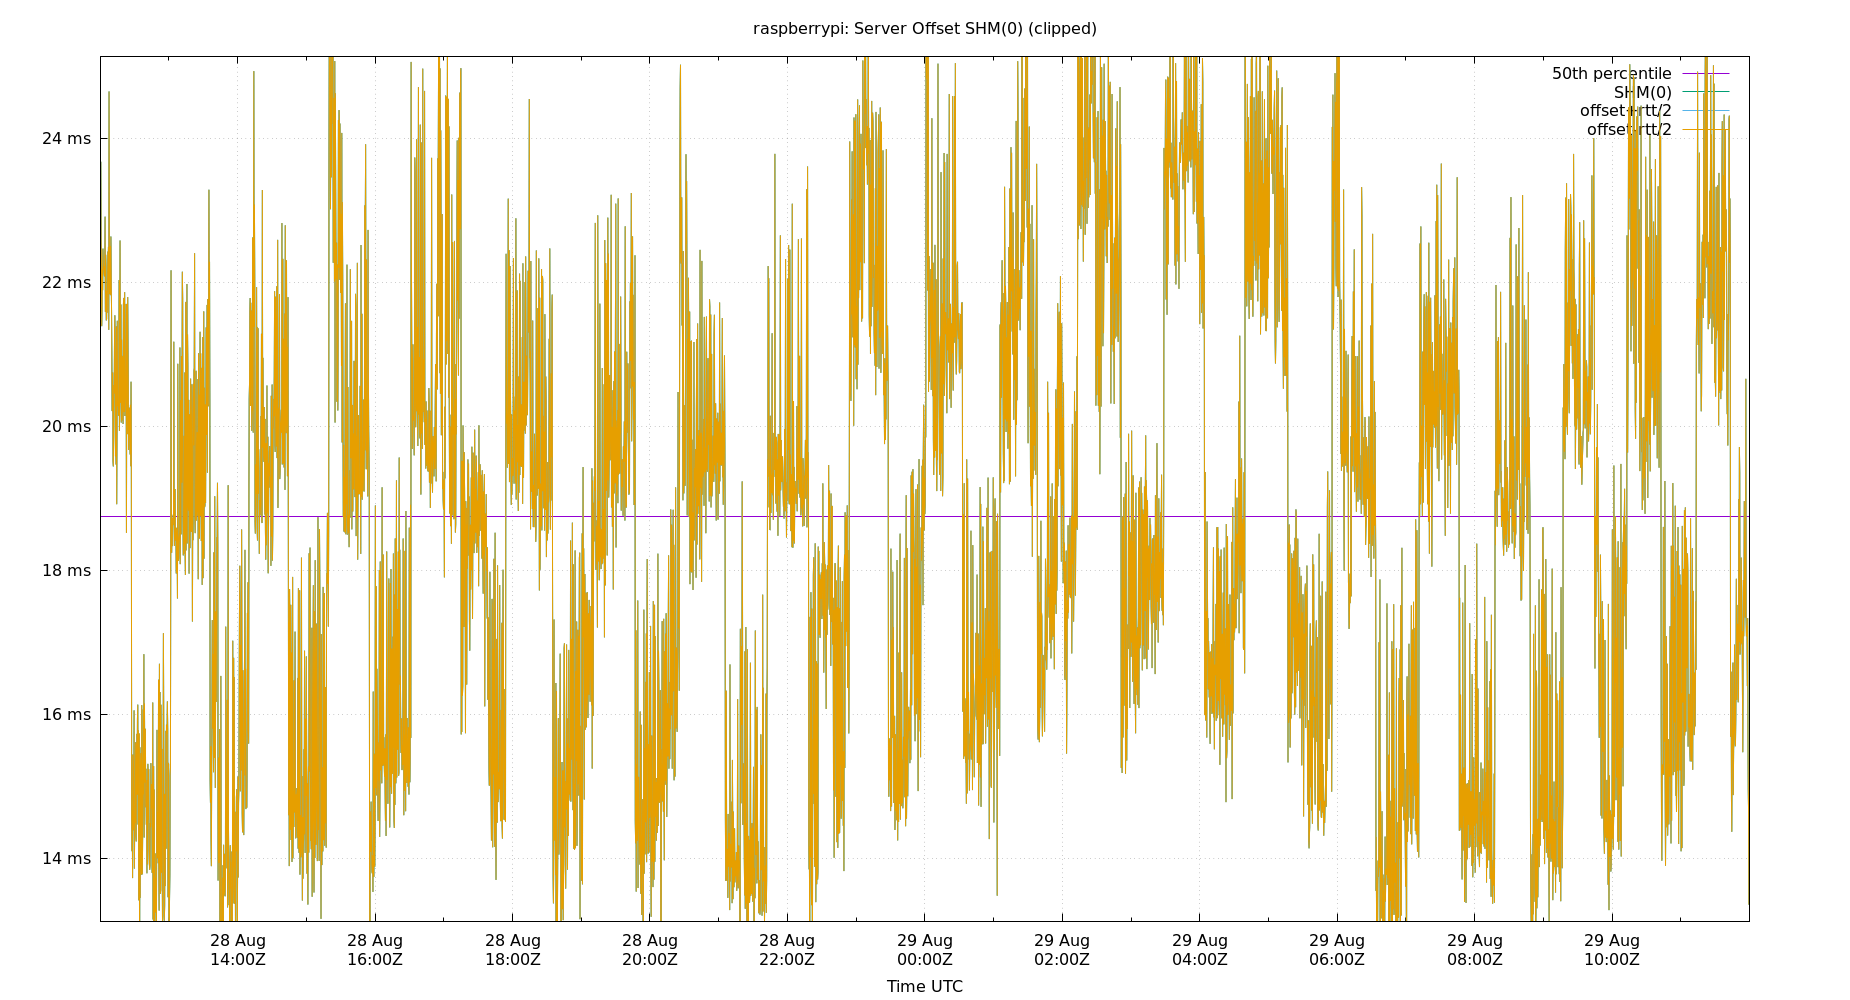 raspberrypi: Server Offset SHM(0) (clipped)
50th percentile
SHM(0)
offset+rtt/2
offset-rtt/2
24 ms
22 ms
20 ms
18 ms
16 ms
14 ms
28 Aug 28 Aug 28 Aug 28 Aug 28 Aug 29 Aug 29 Aug 29 Aug 29 Aug 29 Aug 29 Aug
14:00Z 16:00Z 18:00Z 20:00Z 22:00Z 00:00Z 02:00Z 04:00Z 06:00Z 08:00Z 10:00Z
Time UTC